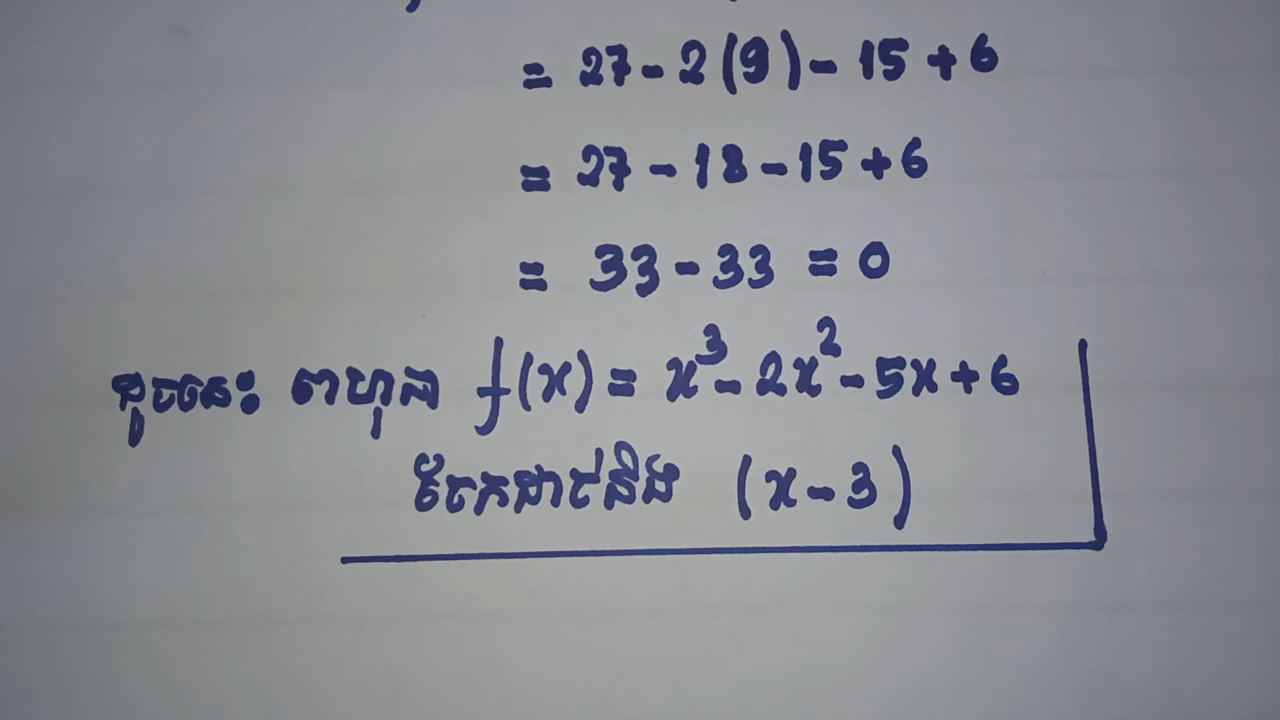 = 27 - 2(9) - 15 + 6
= 27 - 18 - 15 + 6
= 33 - 33 = 0
ដូចនេះ ពហុធា f(x) = x³ - 2x² - 5x + 6
ចែកដាច់នឹង (x - 3)